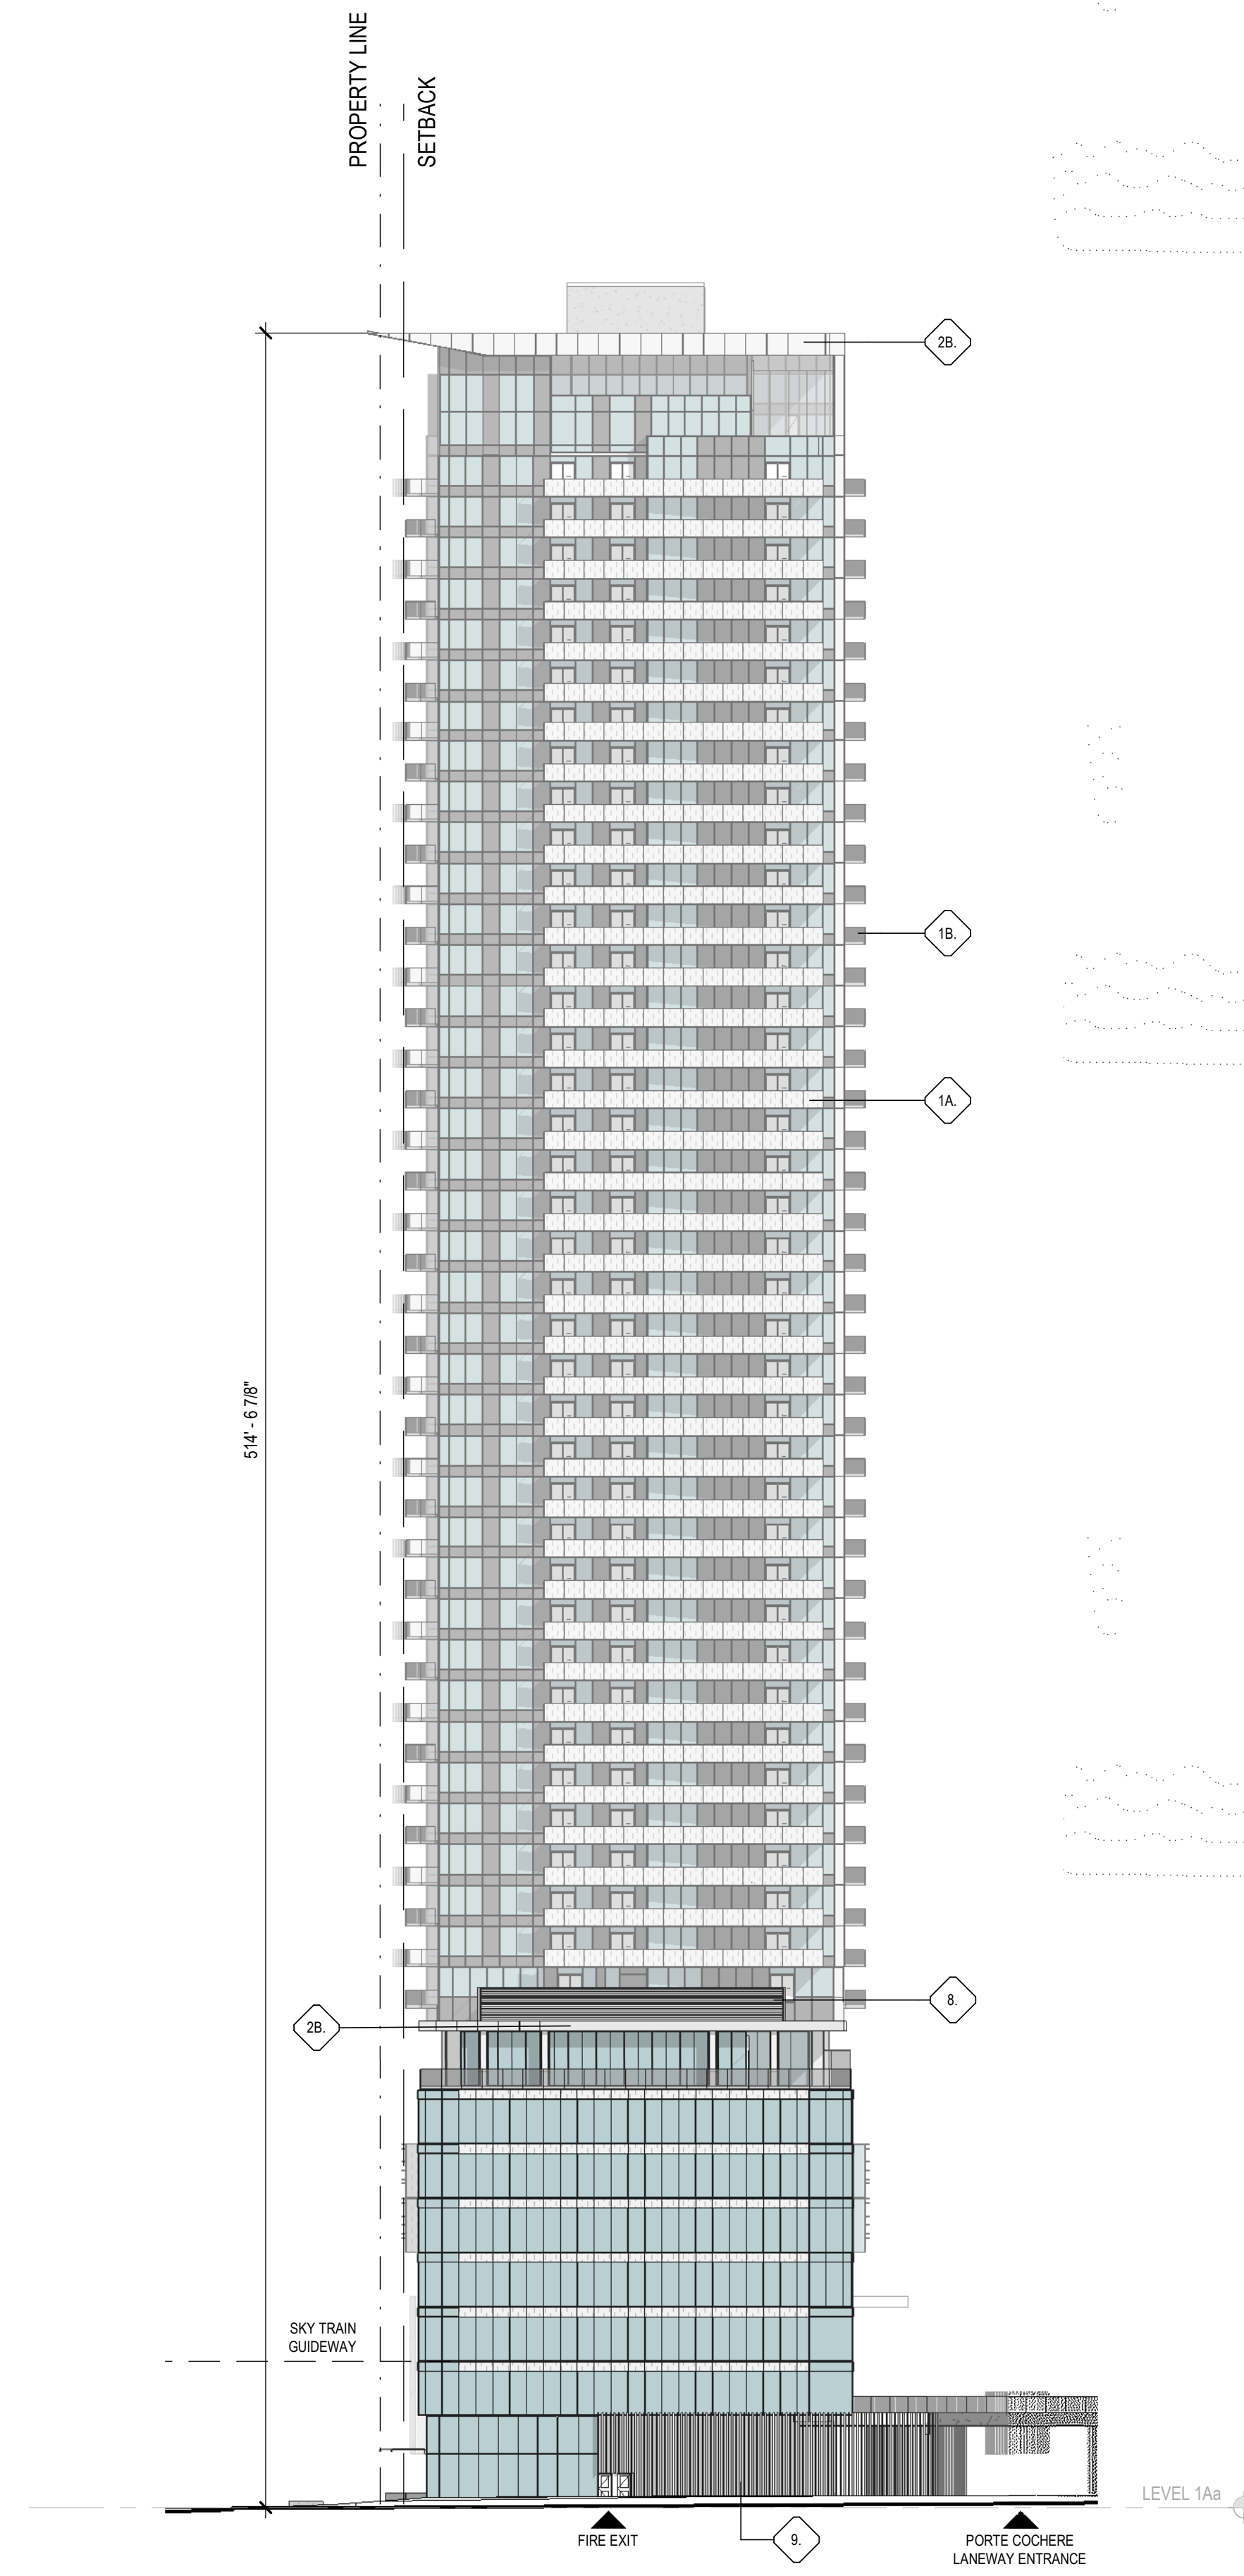 PROPERTY LINE
SETBACK
2B.
1B.
1A.
514' - 6 7/8"
8.
2B.
SKY TRAIN
GUIDEWAY
LEVEL 1Aa
FIRE EXIT
9.
PORTE COCHERE
LANEWAY ENTRANCE